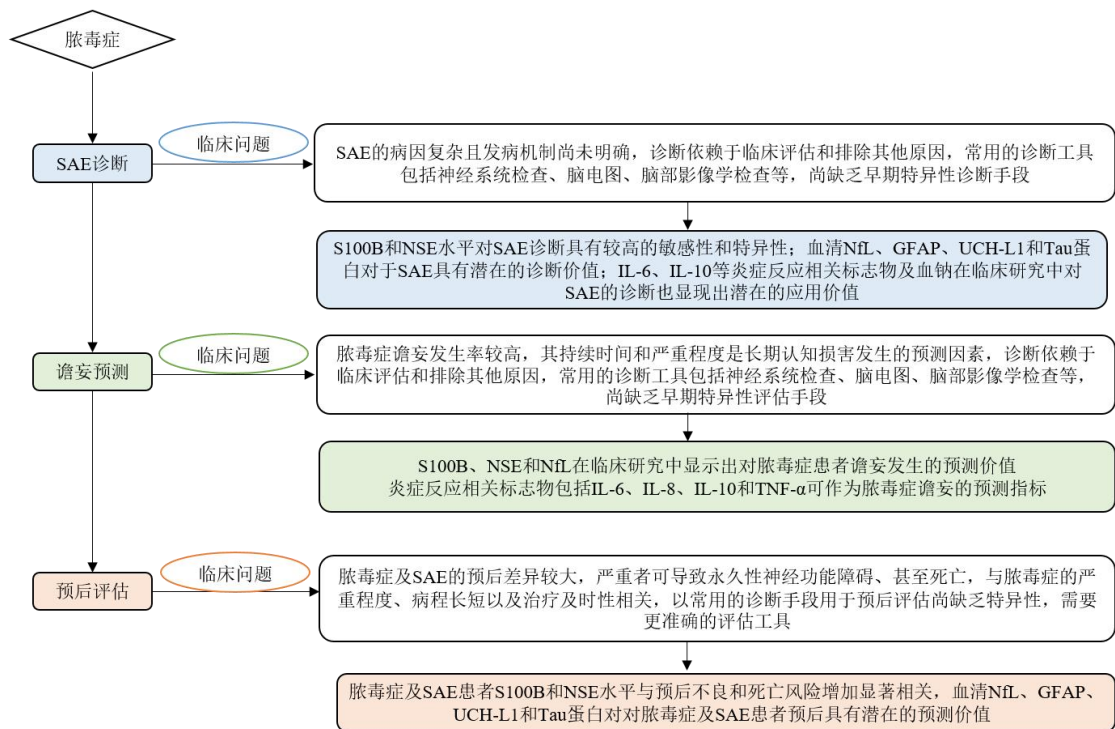 脓毒症
临床问题
SAE诊断
SAE的病因复杂且发病机制尚未明确，诊断依赖于临床评估和排除其他原因，常用的诊断工具
包括神经系统检查、脑电图、脑部影像学检查等，尚缺乏早期特异性诊断手段
S100B和NSE水平对SAE诊断具有较高的敏感性和特异性；血清NfL、GFAP、UCH-L1和Tau蛋
白对于SAE具有潜在的诊断价值；IL-6、IL-10等炎症反应相关标志物及血钠在临床研究中对
SAE的诊断也显现出潜在的应用价值
临床问题
谵妄预测
脓毒症谵妄发生率较高，其持续时间和严重程度是长期认知损害发生的预测因素，诊断依赖于
临床评估和排除其他原因，常用的诊断工具包括神经系统检查、脑电图、脑部影像学检查等，
尚缺乏早期特异性评估手段
S100B、NSE和NfL在临床研究中显示出对脓毒症患者谵妄发生的预测价值
炎症反应相关标志物包括IL-6、IL-8、IL-10和TNF-α可作为脓毒症谵妄的预测指标
临床问题
预后评估
脓毒症及SAE的预后差异较大，严重者可导致永久性神经功能障碍、甚至死亡，与脓毒症的严
重程度、病程长短以及治疗及时性相关，以常用的诊断手段用于预后评估尚缺乏特异性，需要
更准确的评估工具
脓毒症及SAE患者S100B和NSE水平与预后不良和死亡风险增加显著相关，血清NfL、GFAP、
UCH-L1和Tau蛋白对对脓毒症及SAE患者预后具有潜在的预测价值